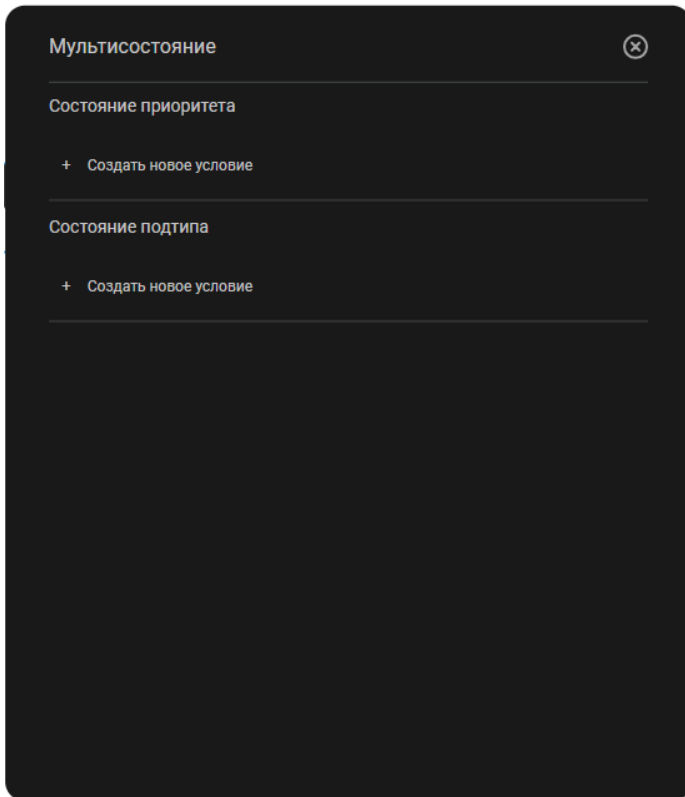 Мультисостояние
Состояние приоритета
+ Создать новое условие
Состояние подтипа
+ Создать новое условие